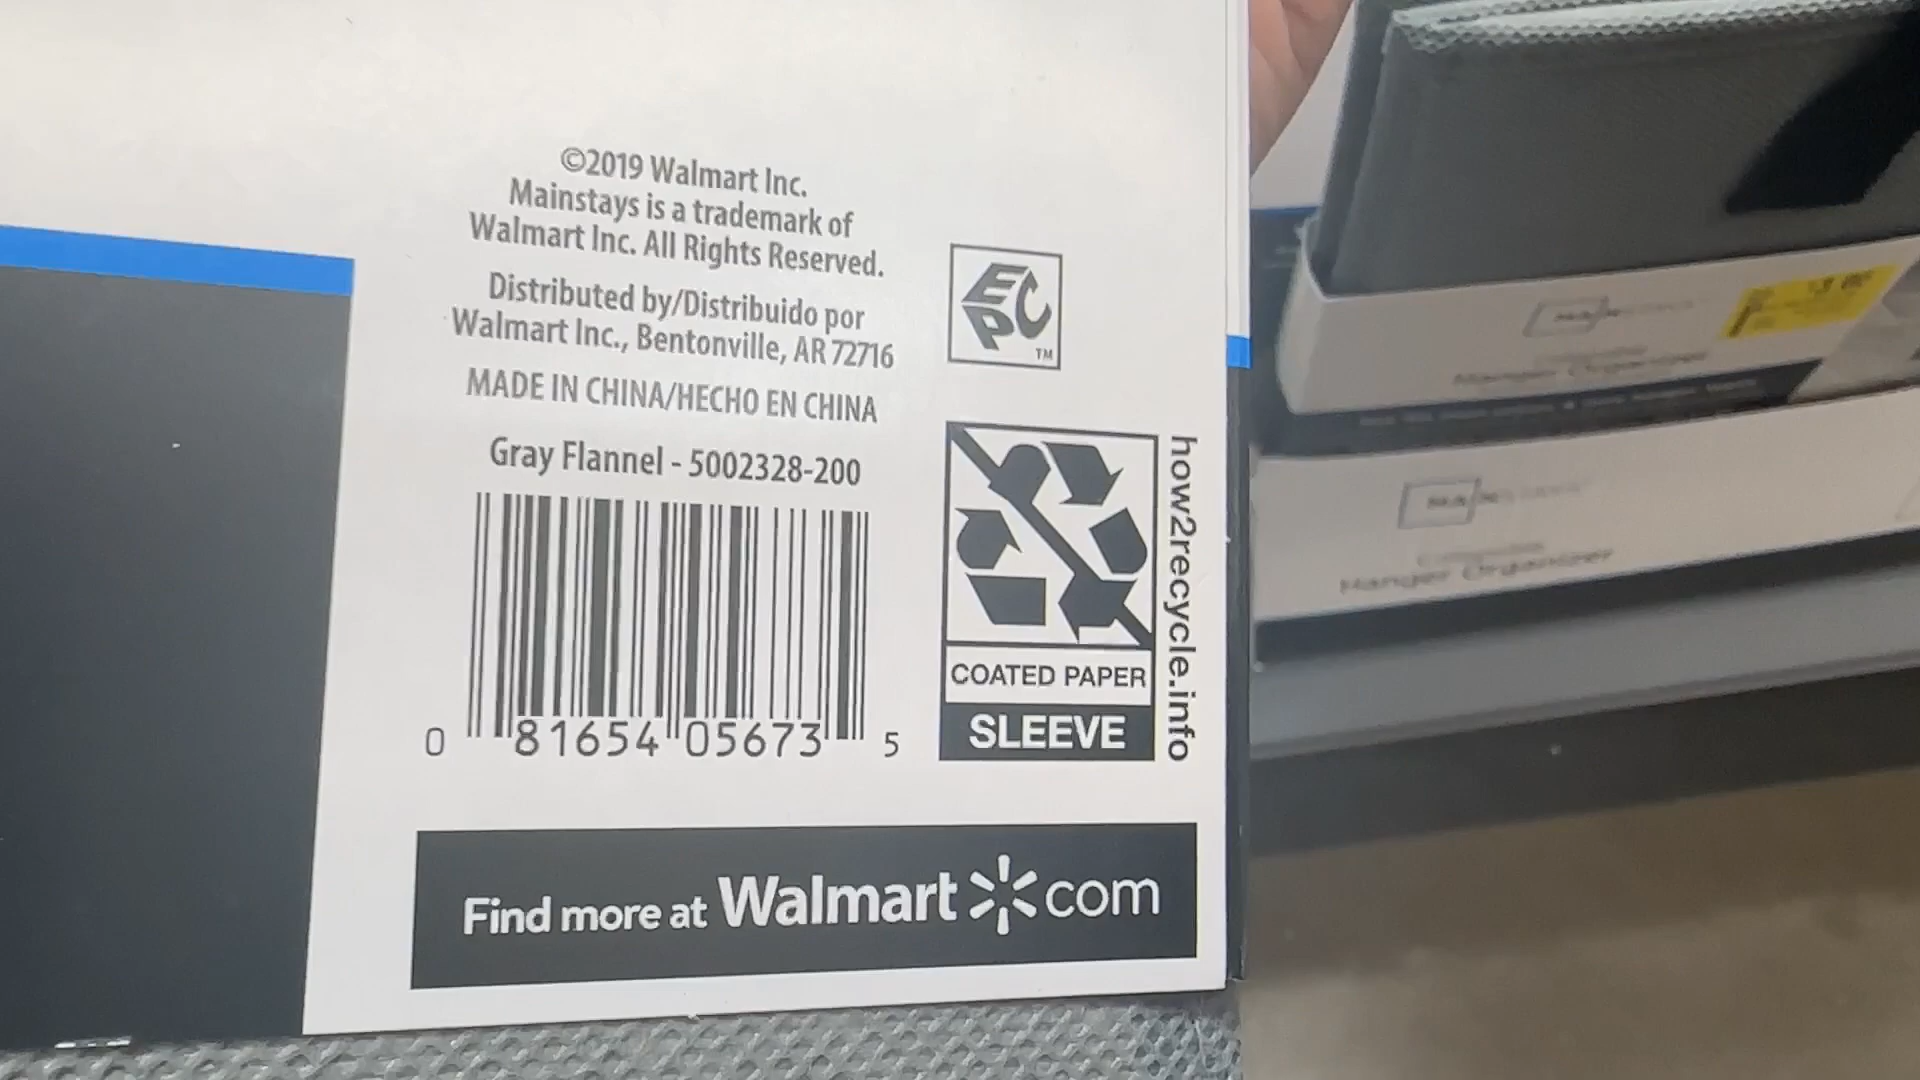 ©2019 Walmart Inc.
Mainstays is a trademark of
Walmart Inc. All Rights Reserved.
Distributed by/Distribuido por
Walmart Inc., Bentonville, AR 72716
MADE IN CHINA/HECHO EN CHINA
Gray Flannel - 5002328-200
0 81654 05673 5
EPC TM
COATED PAPER
SLEEVE
how2recycle.info
Find more at Walmart com
Hanger Organizer
Hanger Organizer